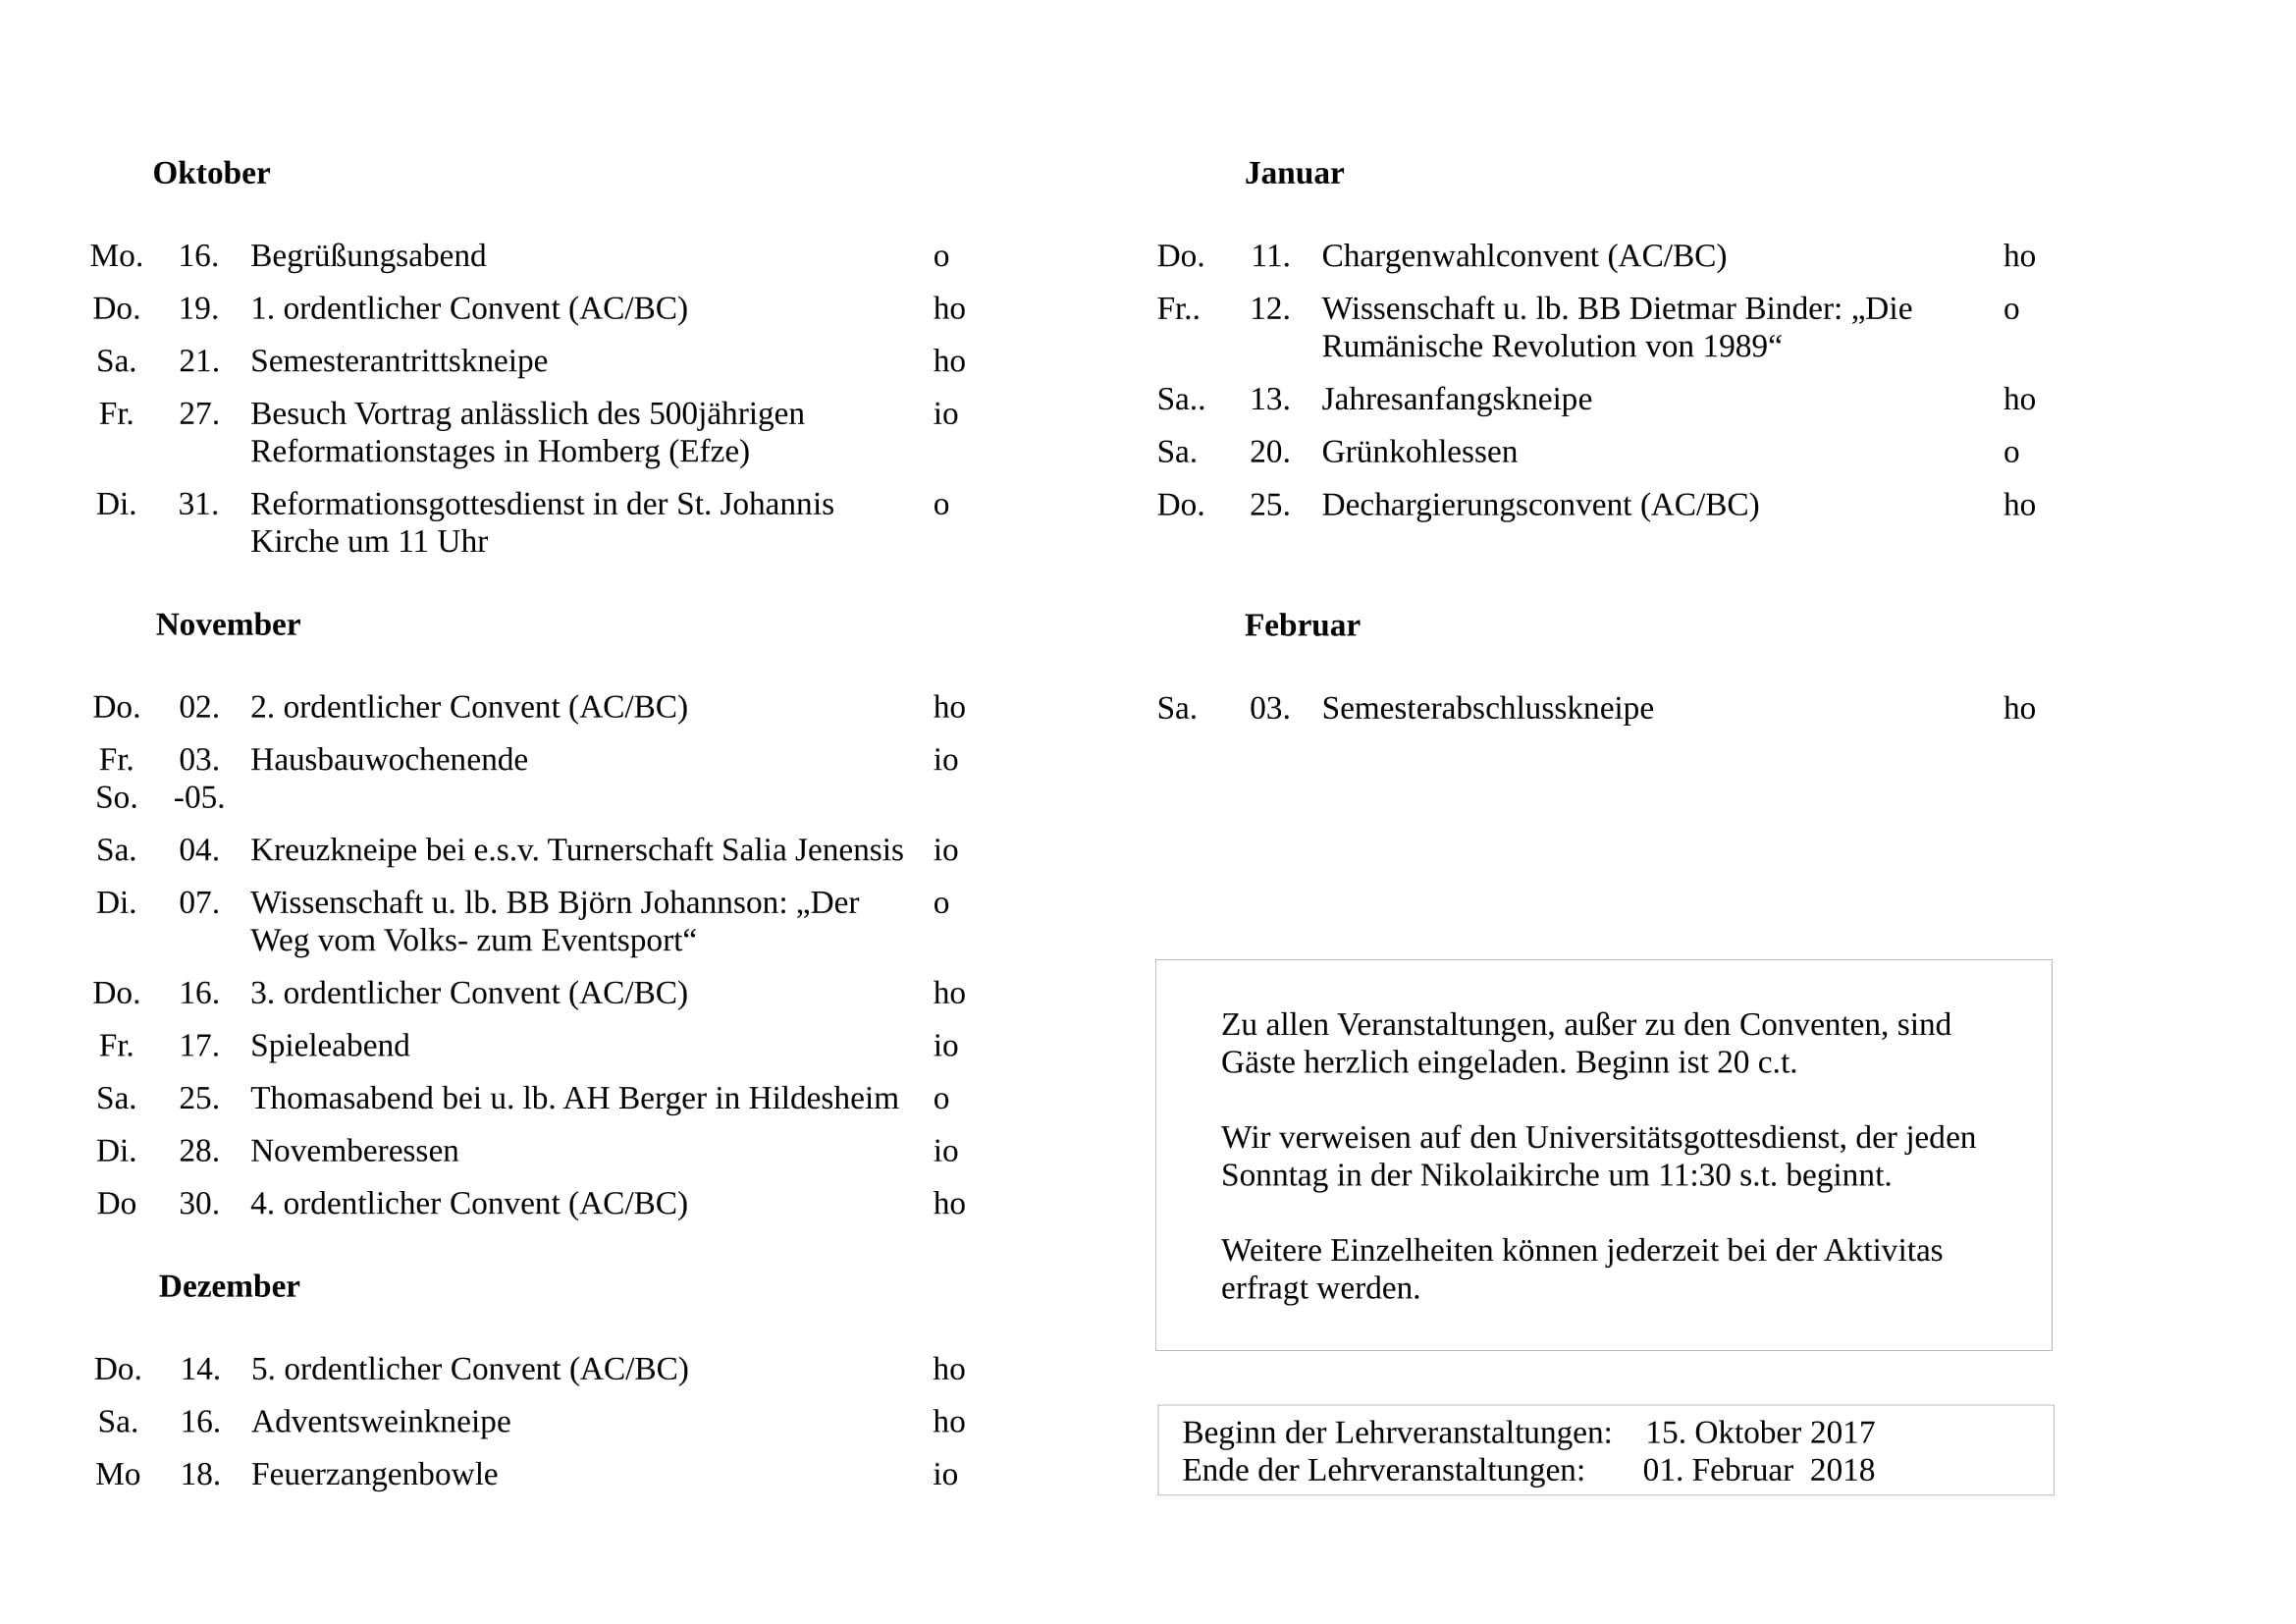 Oktober
Mo. 16. Begrüßungsabend o
Do. 19. 1. ordentlicher Convent (AC/BC) ho
Sa. 21. Semesterantrittskneipe ho
Fr. 27. Besuch Vortrag anlässlich des 500jährigen io
Reformationstages in Homberg (Efze)
Di. 31. Reformationsgottesdienst in der St. Johannis o
Kirche um 11 Uhr
November
Do. 02. 2. ordentlicher Convent (AC/BC) ho
Fr. 03. Hausbauwochenende io
So. -05.
Sa. 04. Kreuzkneipe bei e.s.v. Turnerschaft Salia Jenensis io
Di. 07. Wissenschaft u. lb. BB Björn Johannson: „Der o
Weg vom Volks- zum Eventsport“
Do. 16. 3. ordentlicher Convent (AC/BC) ho
Fr. 17. Spieleabend io
Sa. 25. Thomasabend bei u. lb. AH Berger in Hildesheim o
Di. 28. Novemberessen io
Do 30. 4. ordentlicher Convent (AC/BC) ho
Dezember
Do. 14. 5. ordentlicher Convent (AC/BC) ho
Sa. 16. Adventsweinkneipe ho
Mo 18. Feuerzangenbowle io
Januar
Do. 11. Chargenwahlconvent (AC/BC) ho
Fr.. 12. Wissenschaft u. lb. BB Dietmar Binder: „Die o
Rumänische Revolution von 1989“
Sa.. 13. Jahresanfangskneipe ho
Sa. 20. Grünkohlessen o
Do. 25. Dechargierungsconvent (AC/BC) ho
Februar
Sa. 03. Semesterabschlusskneipe ho
Zu allen Veranstaltungen, außer zu den Conventen, sind
Gäste herzlich eingeladen. Beginn ist 20 c.t.
Wir verweisen auf den Universitätsgottesdienst, der jeden
Sonntag in der Nikolaikirche um 11:30 s.t. beginnt.
Weitere Einzelheiten können jederzeit bei der Aktivitas
erfragt werden.
Beginn der Lehrveranstaltungen: 15. Oktober 2017
Ende der Lehrveranstaltungen: 01. Februar 2018